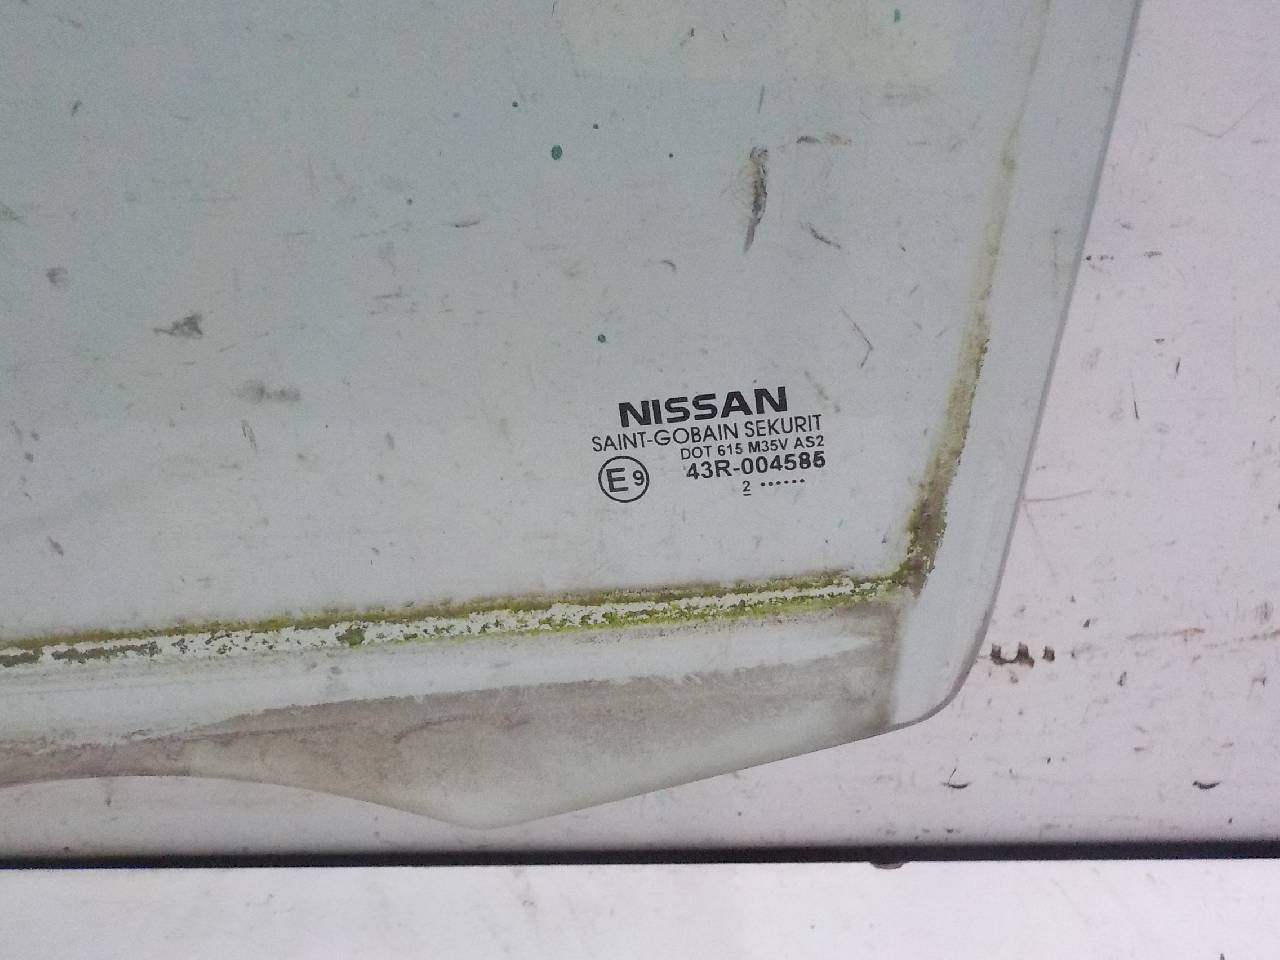 NISSAN
SAINT-GOBAIN SEKURIT
DOT 615 M35V AS2
E9 43R-004585
2 ......